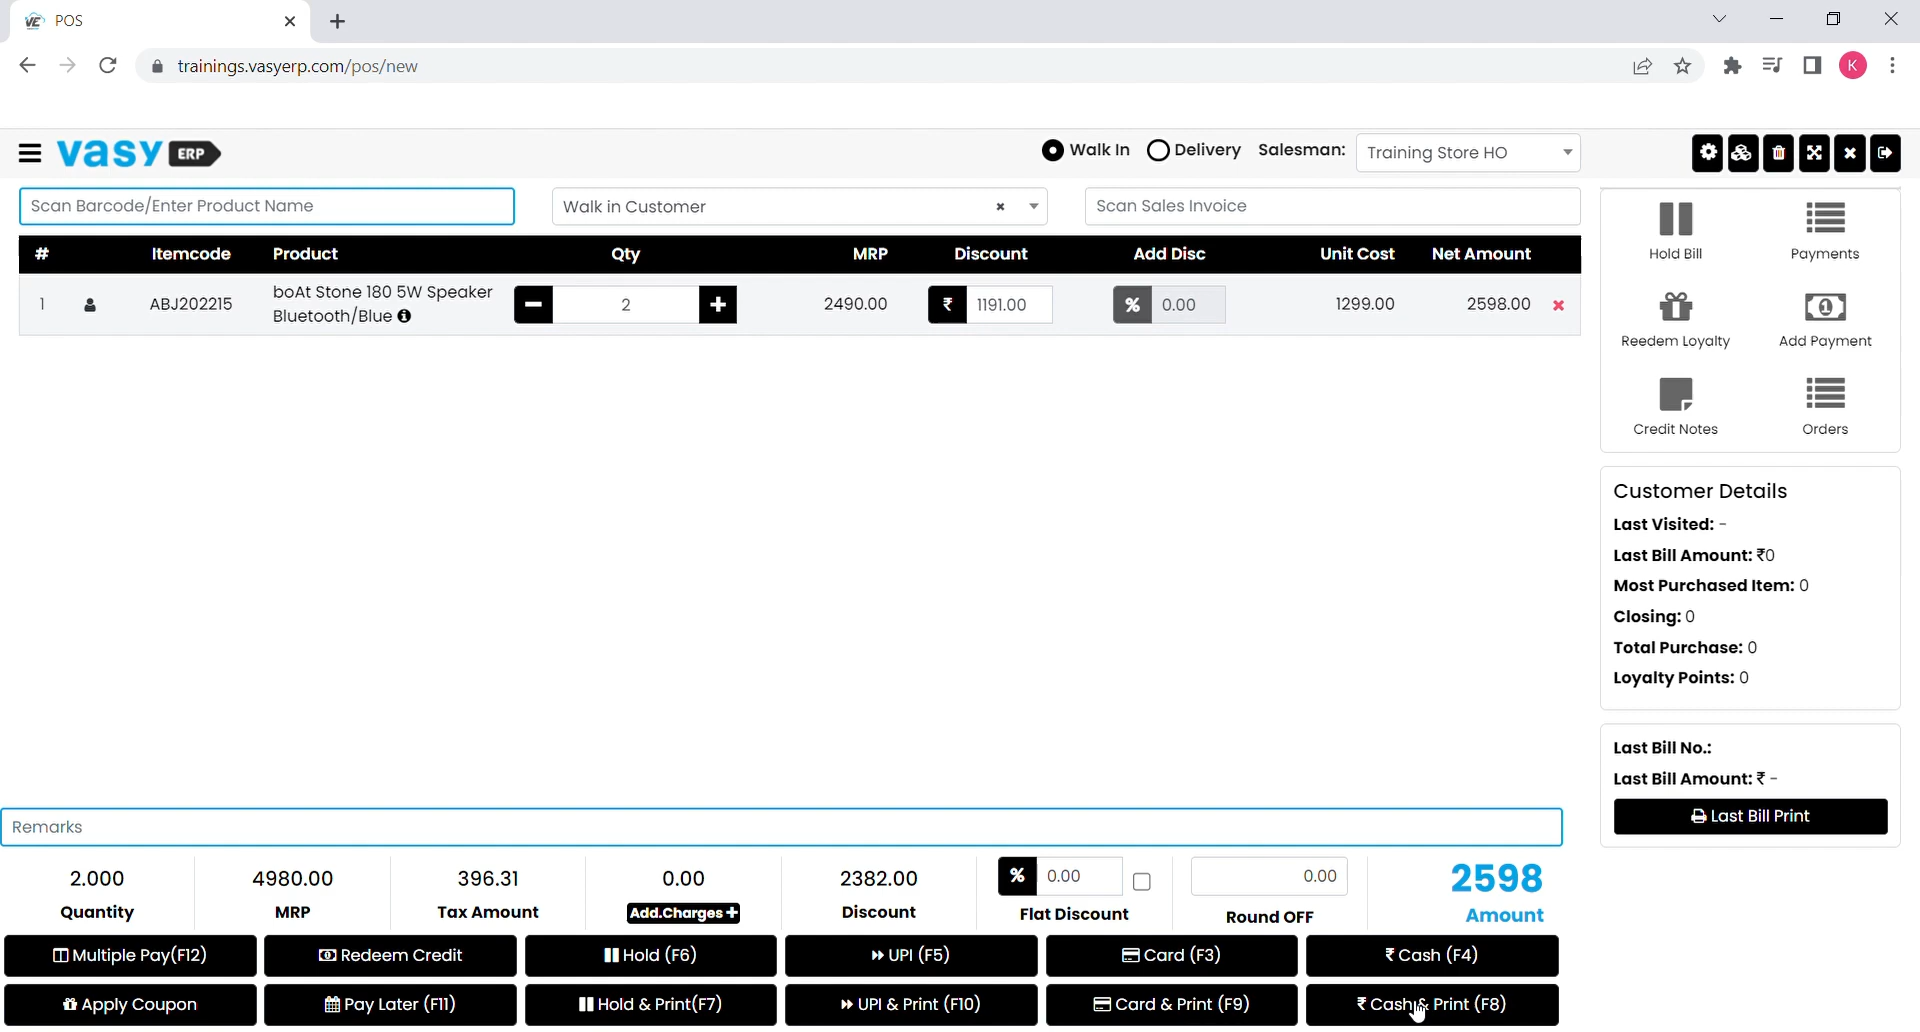 POS
trainings.vasyerp.com/pos/new
K
vasy ERP
Walk In Delivery Salesman: Training Store HO
Scan Barcode/Enter Product Name
Walk in Customer
Scan Sales Invoice
# Itemcode Product Qty MRP Discount Add Disc Unit Cost Net Amount
1 ABJ202215 boAt Stone 180 5W Speaker
Bluetooth/Blue
2 2490.00 ₹ 1191.00 % 0.00 1299.00 2598.00
Hold Bill Payments
Reedem Loyalty Add Payment
Credit Notes Orders
Customer Details
Last Visited: -
Last Bill Amount: ₹0
Most Purchased Item: 0
Closing: 0
Total Purchase: 0
Loyalty Points: 0
Last Bill No.:
Last Bill Amount: ₹ -
Last Bill Print
Remarks
2.000 4980.00 396.31 0.00 2382.00 % 0.00 0.00 2598
Quantity MRP Tax Amount Add.Charges+ Discount Flat Discount Round OFF Amount
Multiple Pay(F12) Redeem Credit Hold (F6) UPI (F5) Card (F3) ₹ Cash (F4)
Apply Coupon Pay Later (F11) Hold & Print(F7) UPI & Print (F10) Card & Print (F9) ₹ Cash & Print (F8)